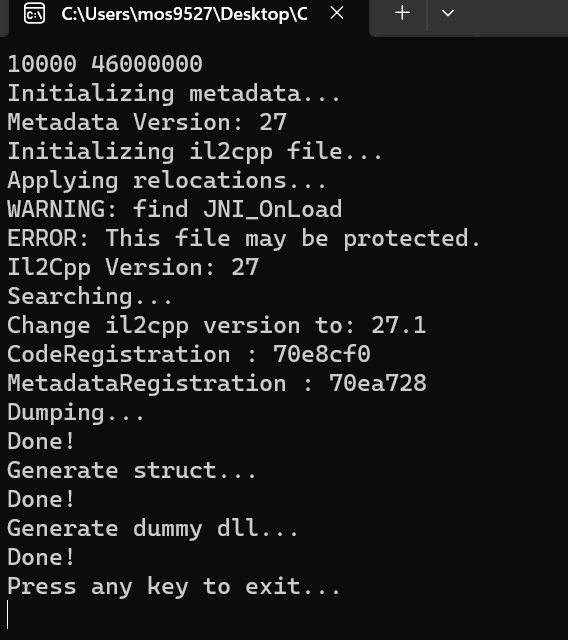 C:\Users\mos9527\Desktop\C
10000 46000000
Initializing metadata...
Metadata Version: 27
Initializing il2cpp file...
Applying relocations...
WARNING: find JNI_OnLoad
ERROR: This file may be protected.
Il2Cpp Version: 27
Searching...
Change il2cpp version to: 27.1
CodeRegistration : 70e8cf0
MetadataRegistration : 70ea728
Dumping...
Done!
Generate struct...
Done!
Generate dummy dll...
Done!
Press any key to exit...